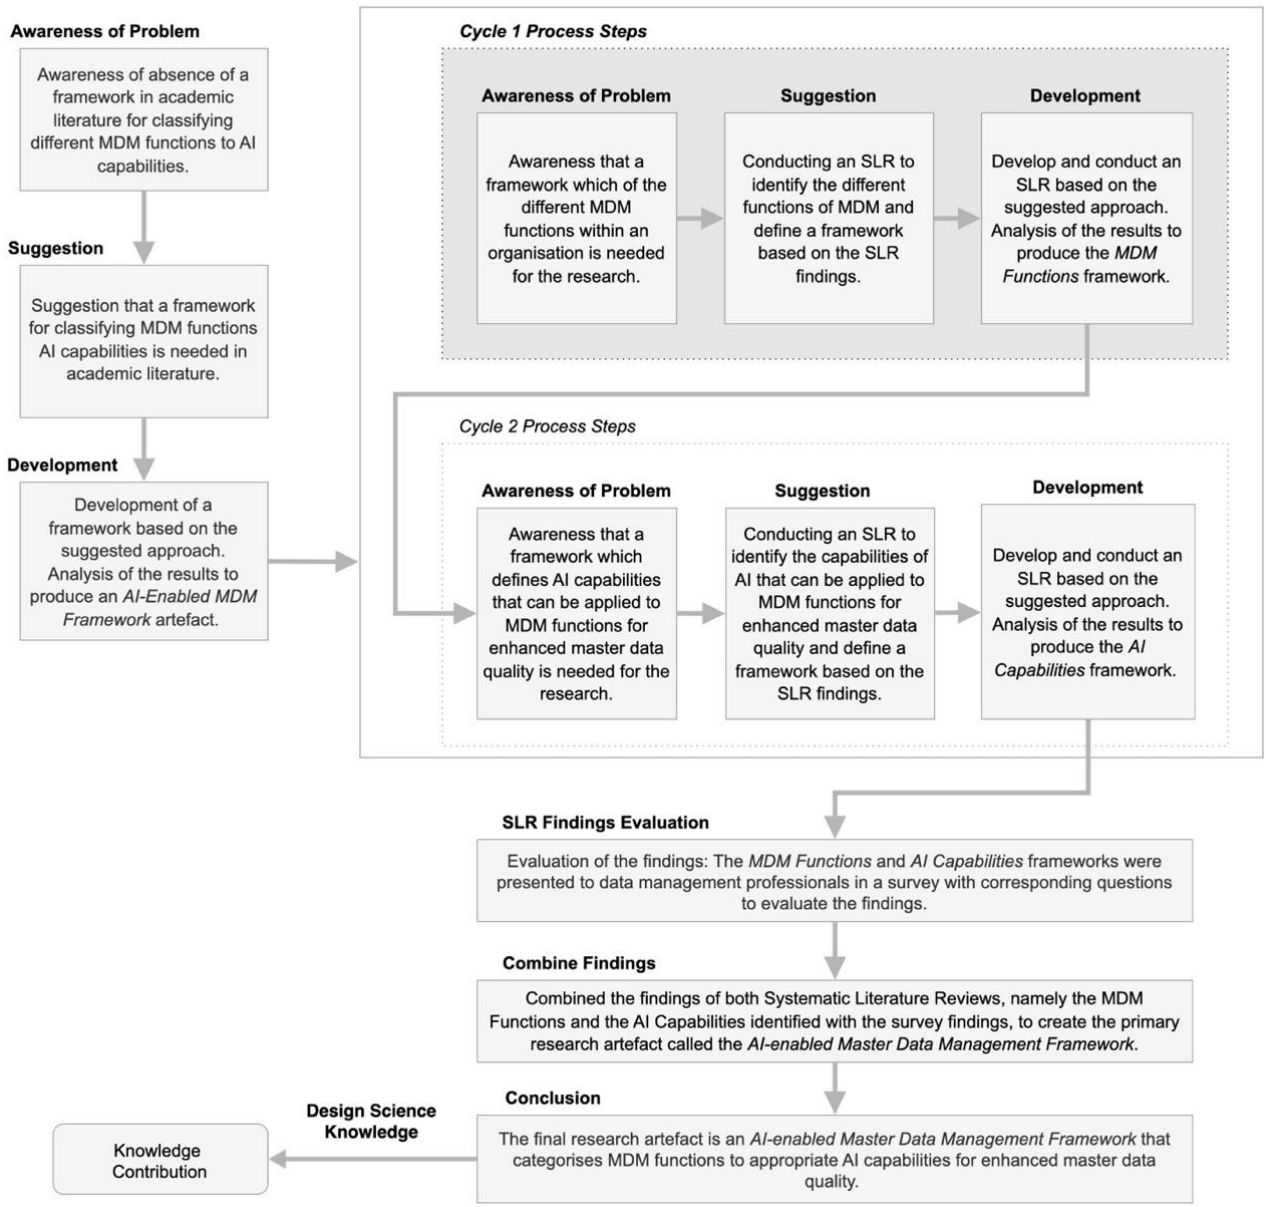 Awareness of Problem
Awareness of absence of a
framework in academic
literature for classifying
different MDM functions to AI
capabilities.
Suggestion
Suggestion that a framework
for classifying MDM functions
AI capabilities is needed in
academic literature.
Development
Development of a
framework based on the
suggested approach.
Analysis of the results to
produce an AI-Enabled MDM
Framework artefact.
Cycle 1 Process Steps
Awareness of Problem
Awareness that a
framework which of the
different MDM
functions within an
organisation is needed
for the research.
Suggestion
Conducting an SLR to
identify the different
functions of MDM and
define a framework
based on the SLR
findings.
Development
Develop and conduct an
SLR based on the
suggested approach.
Analysis of the results to
produce the MDM
Functions framework.
Cycle 2 Process Steps
Awareness of Problem
Awareness that a
framework which
defines AI capabilities
that can be applied to
MDM functions for
enhanced master data
quality is needed for the
research.
Suggestion
Conducting an SLR to
identify the capabilities of
AI that can be applied to
MDM functions for
enhanced master data
quality and define a
framework based on the
SLR findings.
Development
Develop and conduct an
SLR based on the
suggested approach.
Analysis of the results to
produce the AI
Capabilities framework.
SLR Findings Evaluation
Evaluation of the findings: The MDM Functions and AI Capabilities frameworks were
presented to data management professionals in a survey with corresponding questions
to evaluate the findings.
Combine Findings
Combined the findings of both Systematic Literature Reviews, namely the MDM
Functions and the AI Capabilities identified with the survey findings, to create the primary
research artefact called the AI-enabled Master Data Management Framework.
Conclusion
The final research artefact is an AI-enabled Master Data Management Framework that
categorises MDM functions to appropriate AI capabilities for enhanced master data
quality.
Design Science
Knowledge
Knowledge
Contribution